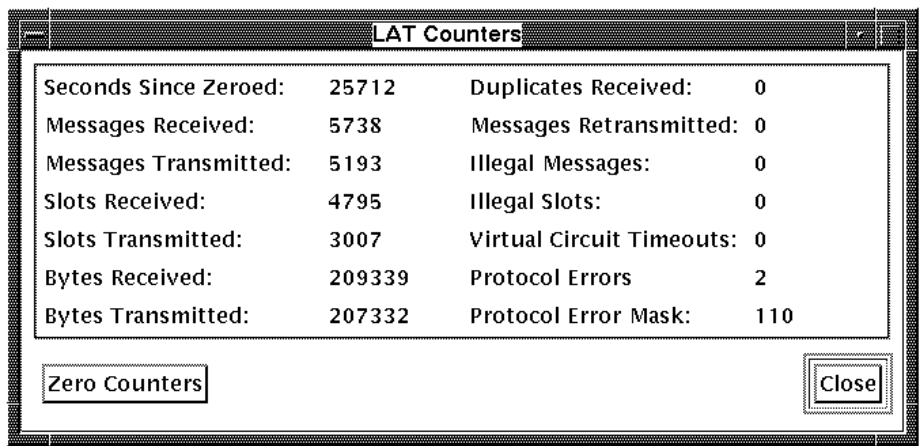 LAT Counters
Seconds Since Zeroed: 25712 Duplicates Received: 0
Messages Received: 5738 Messages Retransmitted: 0
Messages Transmitted: 5193 Illegal Messages: 0
Slots Received: 4795 Illegal Slots: 0
Slots Transmitted: 3007 Virtual Circuit Timeouts: 0
Bytes Received: 209339 Protocol Errors 2
Bytes Transmitted: 207332 Protocol Error Mask: 110
Zero Counters Close